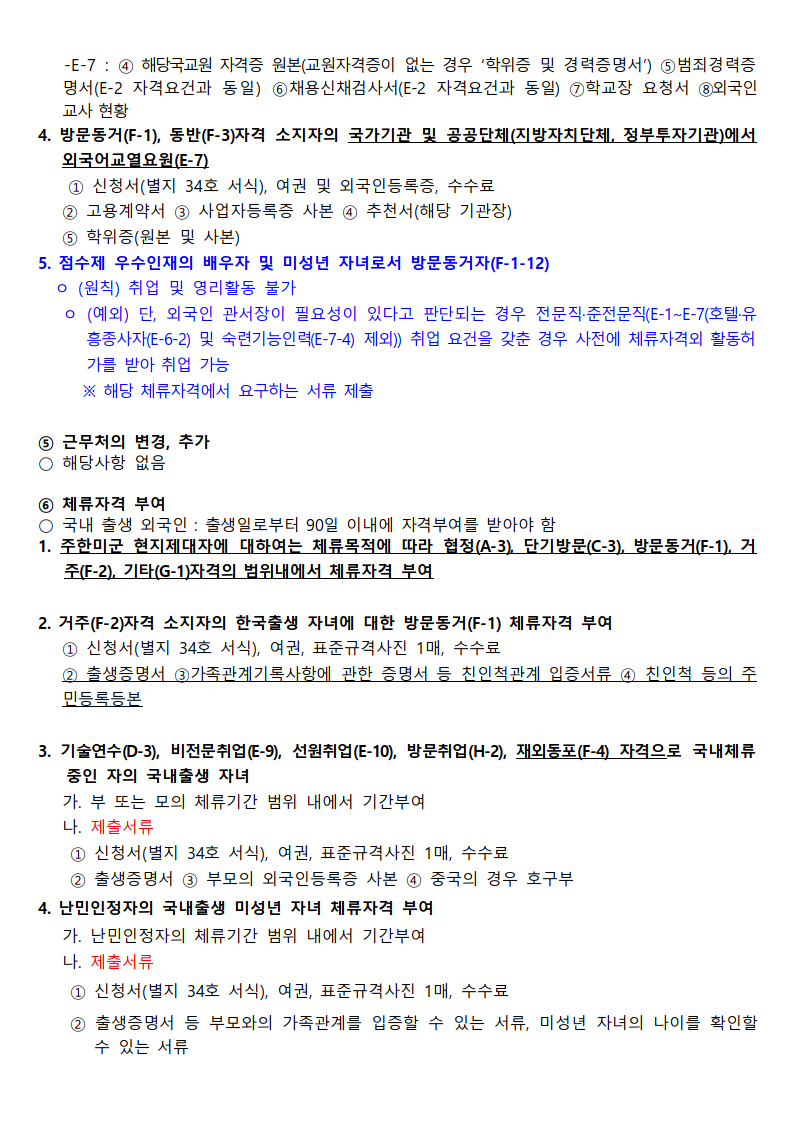 -E-7 : ④ 해당국교원 자격증 원본(교원자격증이 없는 경우 ‘학위증 및 경력증명서’) ⑤범죄경력증
명서(E-2 자격요건과 동일) ⑥채용신채검사서(E-2 자격요건과 동일) ⑦학교장 요청서 ⑧외국인
교사 현황
4. 방문동거(F-1), 동반(F-3)자격 소지자의 국가기관 및 공공단체(지방자치단체, 정부투자기관)에서
외국어교열요원(E-7)
① 신청서(별지 34호 서식), 여권 및 외국인등록증, 수수료
② 고용계약서 ③ 사업자등록증 사본 ④ 추천서(해당 기관장)
⑤ 학위증(원본 및 사본)
5. 점수제 우수인재의 배우자 및 미성년 자녀로서 방문동거자(F-1-12)
ㅇ (원칙) 취업 및 영리활동 불가
ㅇ (예외) 단, 외국인 관서장이 필요성이 있다고 판단되는 경우 전문직·준전문직(E-1~E-7(호텔·유
흥종사자(E-6-2) 및 숙련기능인력(E-7-4) 제외)) 취업 요건을 갖춘 경우 사전에 체류자격외 활동허
가를 받아 취업 가능
※ 해당 체류자격에서 요구하는 서류 제출
⑤ 근무처의 변경, 추가
○ 해당사항 없음
⑥ 체류자격 부여
○ 국내 출생 외국인 : 출생일로부터 90일 이내에 자격부여를 받아야 함
1. 주한미군 현지제대자에 대하여는 체류목적에 따라 협정(A-3), 단기방문(C-3), 방문동거(F-1), 거
주(F-2), 기타(G-1)자격의 범위내에서 체류자격 부여
2. 거주(F-2)자격 소지자의 한국출생 자녀에 대한 방문동거(F-1) 체류자격 부여
① 신청서(별지 34호 서식), 여권, 표준규격사진 1매, 수수료
② 출생증명서 ③가족관계기록사항에 관한 증명서 등 친인척관계 입증서류 ④ 친인척 등의 주
민등록등본
3. 기술연수(D-3), 비전문취업(E-9), 선원취업(E-10), 방문취업(H-2), 재외동포(F-4) 자격으로 국내체류
중인 자의 국내출생 자녀
가. 부 또는 모의 체류기간 범위 내에서 기간부여
나. 제출서류
① 신청서(별지 34호 서식), 여권, 표준규격사진 1매, 수수료
② 출생증명서 ③ 부모의 외국인등록증 사본 ④ 중국의 경우 호구부
4. 난민인정자의 국내출생 미성년 자녀 체류자격 부여
가. 난민인정자의 체류기간 범위 내에서 기간부여
나. 제출서류
① 신청서(별지 34호 서식), 여권, 표준규격사진 1매, 수수료
② 출생증명서 등 부모와의 가족관계를 입증할 수 있는 서류, 미성년 자녀의 나이를 확인할
수 있는 서류